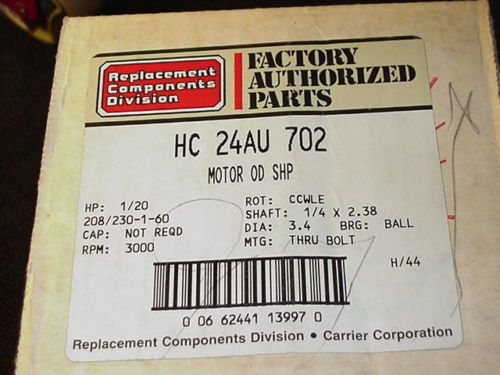 Replacement
Components
Division
FACTORY
AUTHORIZED
PARTS
HC 24AU 702
MOTOR OD SHP
HP: 1/20
208/230-1-60
CAP: NOT REQD
RPM: 3000
ROT: CCWLE
SHAFT: 1/4 X 2.38
DIA: 3.4 BRG: BALL
MTG: THRU BOLT
H/44
0 06 62441 13997 0
Replacement Components Division • Carrier Corporation